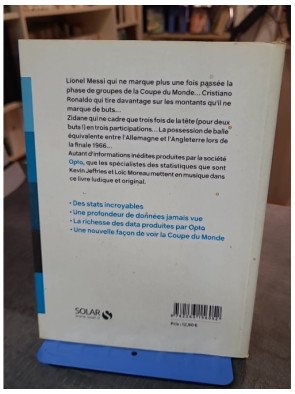 Lionel Messi qui ne marque plus une fois passée la
phase de groupes de la Coupe du Monde... Cristiano
Ronaldo qui tire davantage sur les montants qu'il ne
marque de buts...
Zidane qui ne cadre que trois fois de la tête (pour deux
buts !) en trois participations... La possession de balle
équivalente entre l'Allemagne et l'Angleterre lors de
la finale 1966...
Autant d'informations inédites produites par la société
Opta, que les spécialistes des statistiques que sont
Kevin Jeffries et Loïc Moreau mettent en musique dans
ce livre ludique et original.
• Des stats incroyables
• Une profondeur de données jamais vue
• La richesse des data produites par Opta
• Une nouvelle façon de voir la Coupe du Monde
SOLAR
Prix : 12,90 €